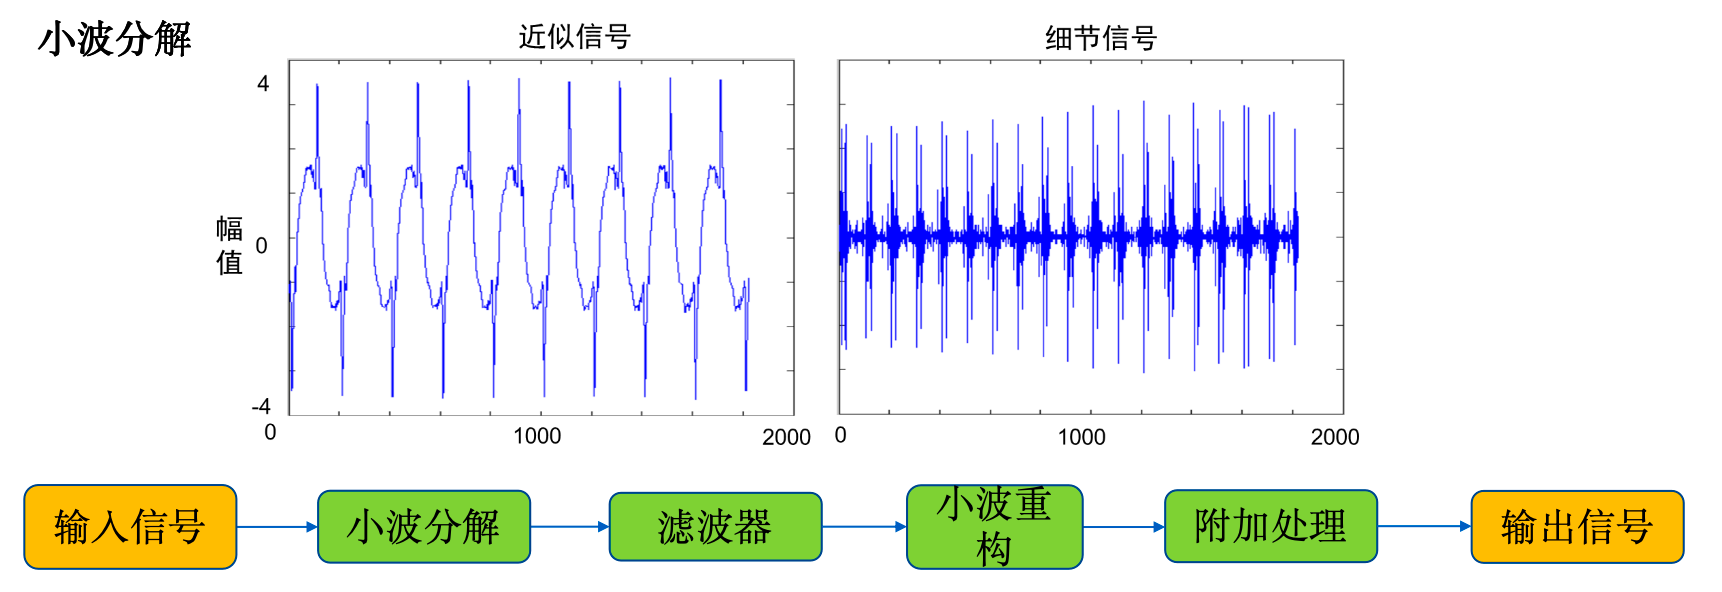 小波分解
近似信号
细节信号
4
0
-4
幅
值
0
1000
2000
0
1000
2000
输入信号
小波分解
滤波器
小波重
构
附加处理
输出信号